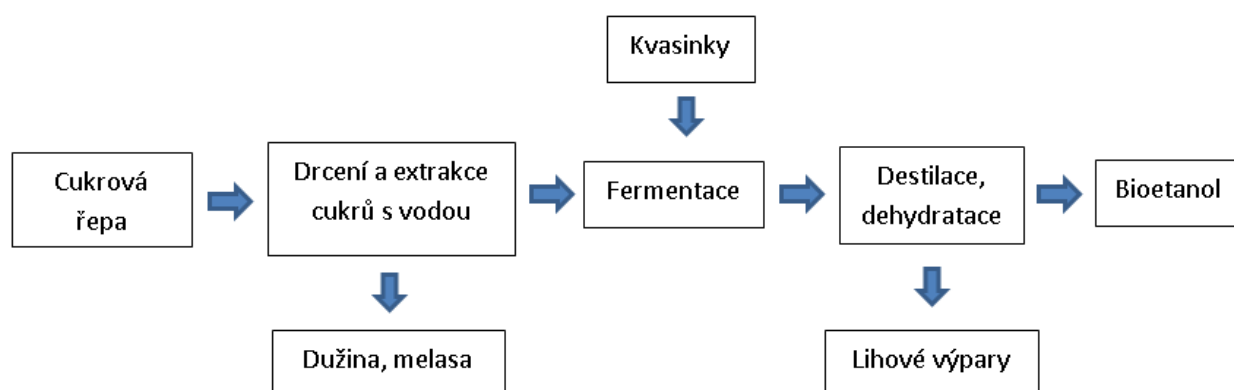 Kvasinky
Cukrová
řepa
Drcení a extrakce
cukrů s vodou
Fermentace
Destilace,
dehydratace
Bioetanol
Dužina, melasa
Lihové výpary